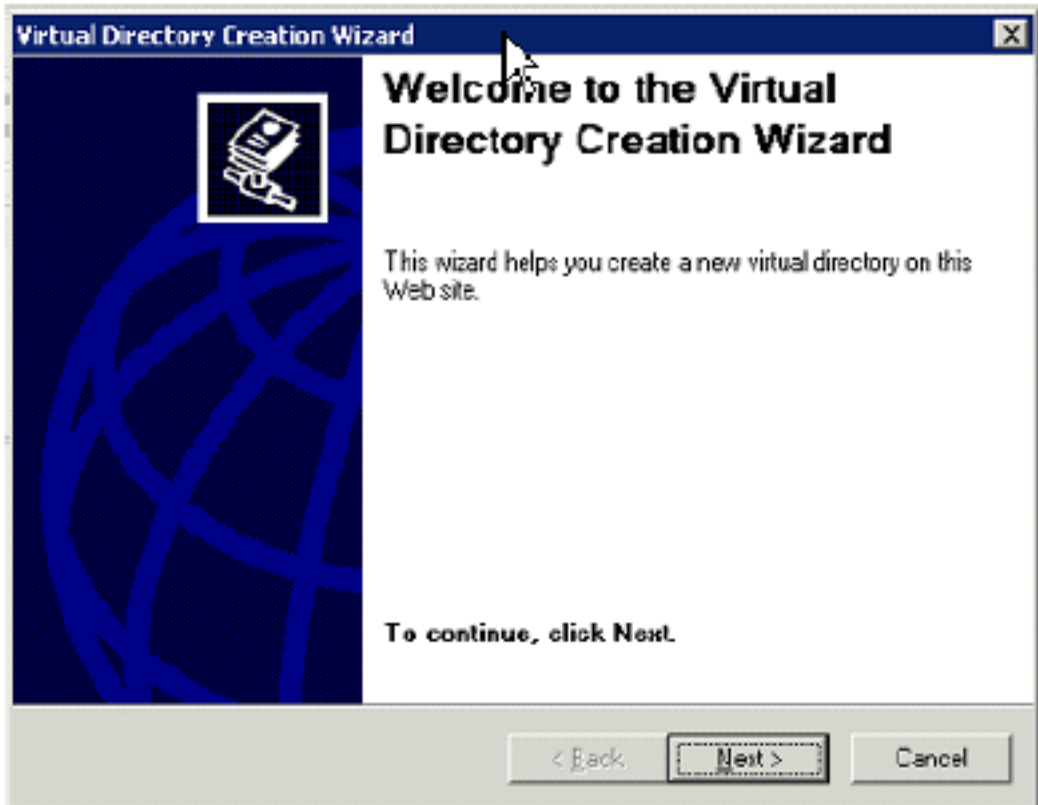 Virtual Directory Creation Wizard
Welcome to the Virtual
Directory Creation Wizard
This wizard helps you create a new virtual directory on this
Web site.
To continue, click Next.
< Back
Next >
Cancel